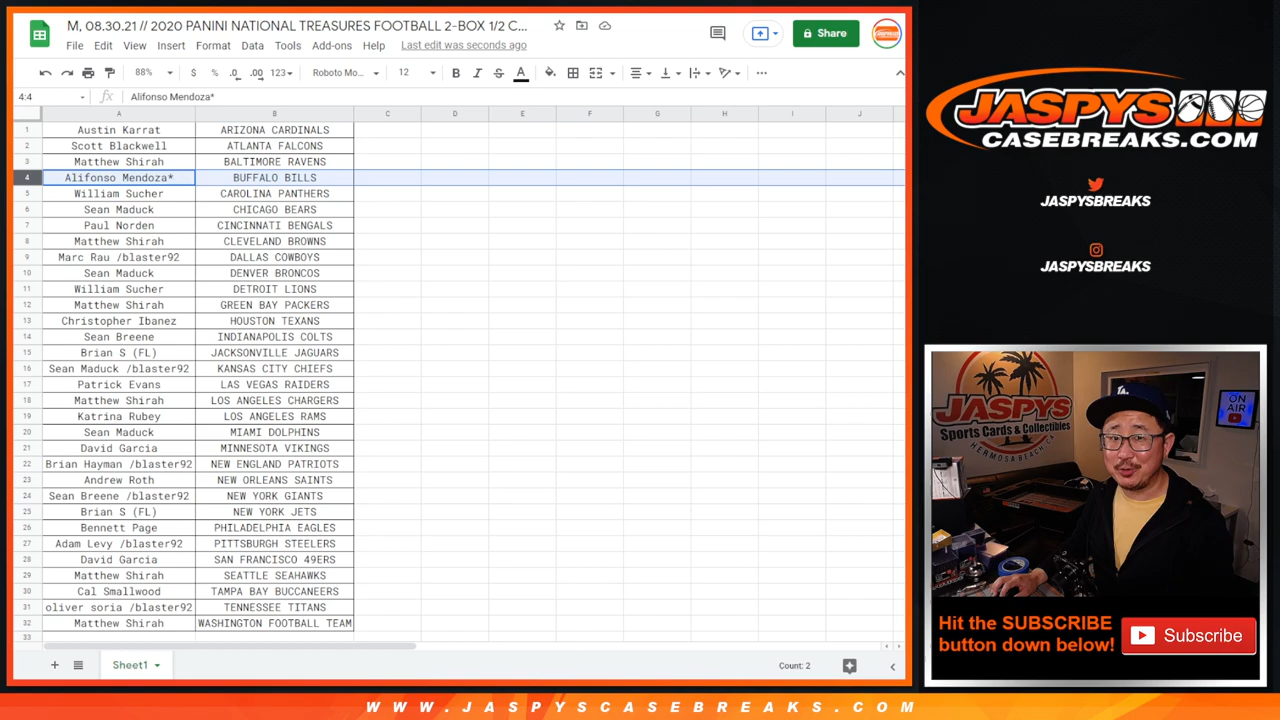 M, 08.30.21 // 2020 PANINI NATIONAL TREASURES FOOTBALL 2-BOX 1/2 C...
File Edit View Insert Format Data Tools Add-ons Help Last edit was seconds ago
Share
88% $ % .0 .00 123 Roboto Mo... 12 B I S A
4:4 fx Alifonso Mendoza*
A B C D E F G H I J
1 Austin Karrat ARIZONA CARDINALS
2 Scott Blackwell ATLANTA FALCONS
3 Matthew Shirah BALTIMORE RAVENS
4 Alifonso Mendoza* BUFFALO BILLS
5 William Sucher CAROLINA PANTHERS
6 Sean Maduck CHICAGO BEARS
7 Paul Norden CINCINNATI BENGALS
8 Matthew Shirah CLEVELAND BROWNS
9 Marc Rau /blaster92 DALLAS COWBOYS
10 Sean Maduck DENVER BRONCOS
11 William Sucher DETROIT LIONS
12 Matthew Shirah GREEN BAY PACKERS
13 Christopher Ibanez HOUSTON TEXANS
14 Sean Breene INDIANAPOLIS COLTS
15 Brian S (FL) JACKSONVILLE JAGUARS
16 Sean Maduck /blaster92 KANSAS CITY CHIEFS
17 Patrick Evans LAS VEGAS RAIDERS
18 Matthew Shirah LOS ANGELES CHARGERS
19 Katrina Rubey LOS ANGELES RAMS
20 Sean Maduck MIAMI DOLPHINS
21 David Garcia MINNESOTA VIKINGS
22 Brian Hayman /blaster92 NEW ENGLAND PATRIOTS
23 Andrew Roth NEW ORLEANS SAINTS
24 Sean Breene /blaster92 NEW YORK GIANTS
25 Brian S (FL) NEW YORK JETS
26 Bennett Page PHILADELPHIA EAGLES
27 Adam Levy /blaster92 PITTSBURGH STEELERS
28 David Garcia SAN FRANCISCO 49ERS
29 Matthew Shirah SEATTLE SEAHAWKS
30 Cal Smallwood TAMPA BAY BUCCANEERS
31 oliver soria /blaster92 TENNESSEE TITANS
32 Matthew Shirah WASHINGTON FOOTBALL TEAM
33
Sheet1 Count: 2
JASPYS
CASEBREAKS.COM
JASPYSBREAKS
JASPYSBREAKS
JASPYS
Sports Cards & Collectibles
HERMOSA BEACH CA
ON
AIR
LA
Hit the SUBSCRIBE
button down below!
Subscribe
WWW.JASPYSCASEBREAKS.COM